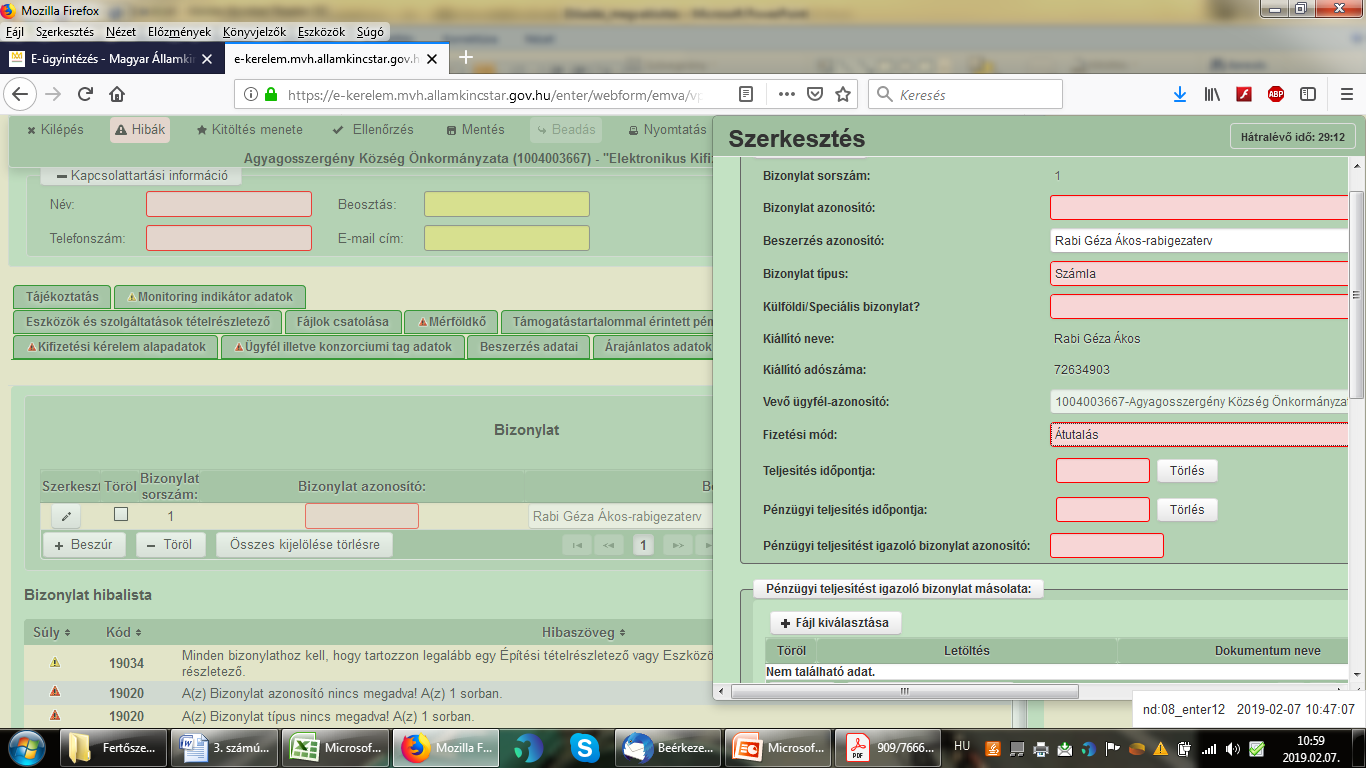 Mozilla Firefox
Fájl Szerkesztés Nézet Előzmények Könyvjelzők Eszközök Súgó
E-ügyintézés - Magyar Államki
e-kerelem.mvh.allamkincstar.gov.h
https://e-kerelem.mvh.allamkincstar.gov.hu/enter/webform/emva/vp
Keresés
Kilépés Hibák Kitöltés menete Ellenőrzés Mentés Beadás Nyomtatás
Agyagosszergény Község Önkormányzata (1004003667) - "Elektronikus Kifiz
Kapcsolattartási információ
Név: Beosztás:
Telefonszám: E-mail cím:
Tájékoztatás Monitoring indikátor adatok
Eszközök és szolgáltatások tételrészletező Fájlok csatolása Mérföldkő Támogatástartalommal érintett pén
Kifizetési kérelem alapadatok Ügyfél illetve konzorciumi tag adatok Beszerzés adatai Árajánlatos adatok
Bizonylat
Szerkeszt Töröl Bizonylat sorszám: Bizonylat azonosító: Be
1 Rabi Géza Ákos-rabigezaterv
+ Beszúr − Töröl Összes kijelölése törlésre 1
Bizonylat hibalista
Súly Kód Hibaszöveg
19034 Minden bizonylathoz kell, hogy tartozzon legalább egy Építési tételrészletező vagy Eszköz
részletező.
19020 A(z) Bizonylat azonosító nincs megadva! A(z) 1 sorban.
19020 A(z) Bizonylat típus nincs megadva! A(z) 1 sorban.
Szerkesztés
Hátralévő idő: 29:12
Bizonylat sorszám: 1
Bizonylat azonosító:
Beszerzés azonosító: Rabi Géza Ákos-rabigezaterv
Bizonylat típus: Számla
Külföldi/Speciális bizonylat?
Kiállító neve: Rabi Géza Ákos
Kiállító adószáma: 72634903
Vevő ügyfél-azonosító: 1004003667-Agyagosszergény Község Önkormányzat
Fizetési mód: Átutalás
Teljesítés időpontja: Törlés
Pénzügyi teljesítés időpontja: Törlés
Pénzügyi teljesítést igazoló bizonylat azonosító:
Pénzügyi teljesítést igazoló bizonylat másolata:
+ Fájl kiválasztása
Töröl Letöltés Dokumentum neve
Nem található adat.
nd:08_enter12 2019-02-07 10:47:07
Fertősze... 3. számú... Microsof... Mozilla F... Beérkeze... Microsof... 909/7666... HU 10:59
2019.02.07.